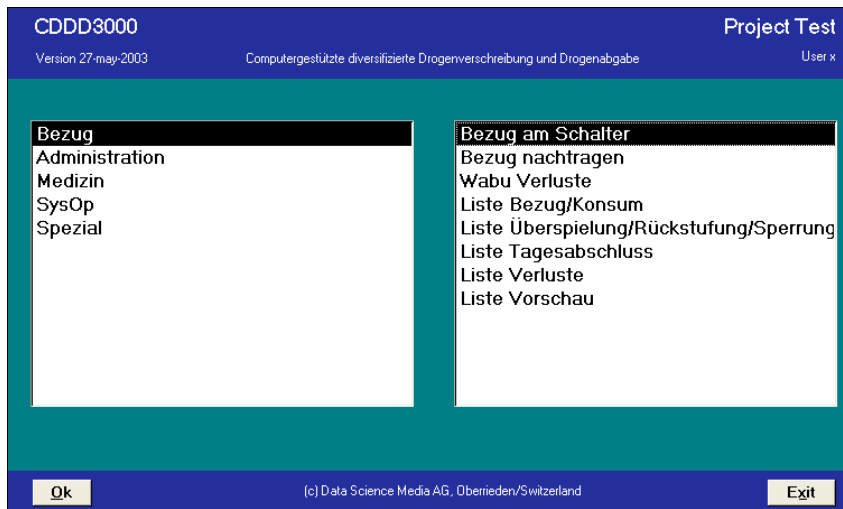 CDDD3000
Project Test
Version 27-may-2003
Computergestützte diversifizierte Drogenverschreibung und Drogenabgabe
User x
Bezug
Administration
Medizin
SysOp
Spezial
Bezug am Schalter
Bezug nachtragen
Wabu Verluste
Liste Bezug/Konsum
Liste Überspielung/Rückstufung/Sperrung
Liste Tagesabschluss
Liste Verluste
Liste Vorschau
Ok
(c) Data Science Media AG, Oberrieden/Switzerland
Exit